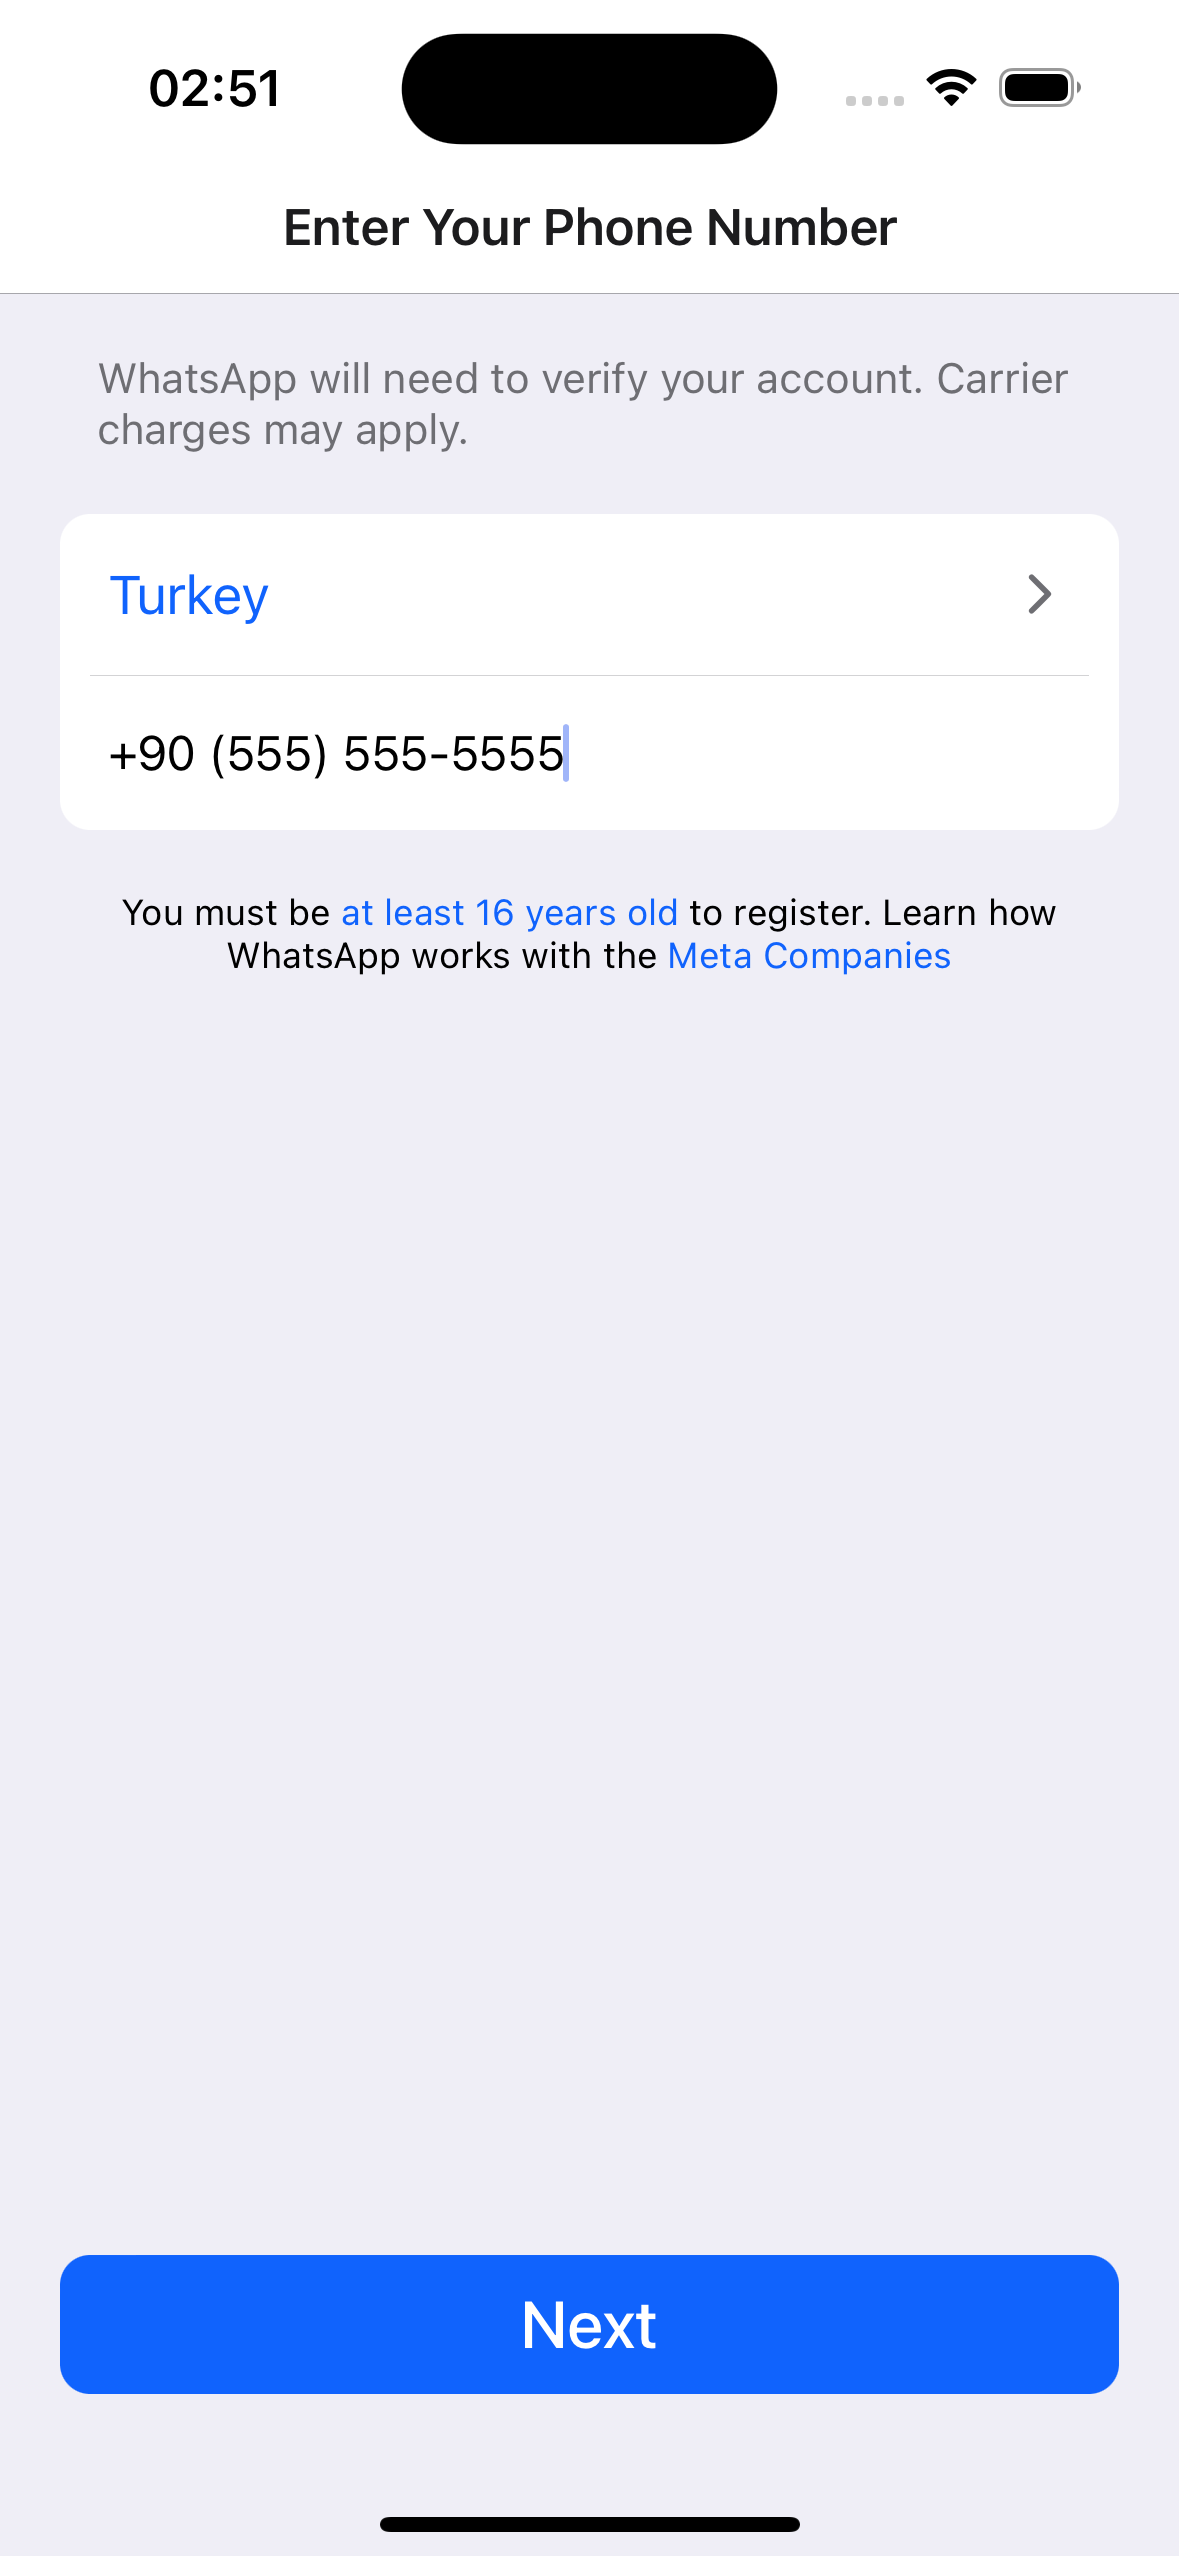 02:51
Enter Your Phone Number
WhatsApp will need to verify your account. Carrier
charges may apply.
Turkey
+90 (555) 555-5555
You must be at least 16 years old to register. Learn how
WhatsApp works with the Meta Companies
Next